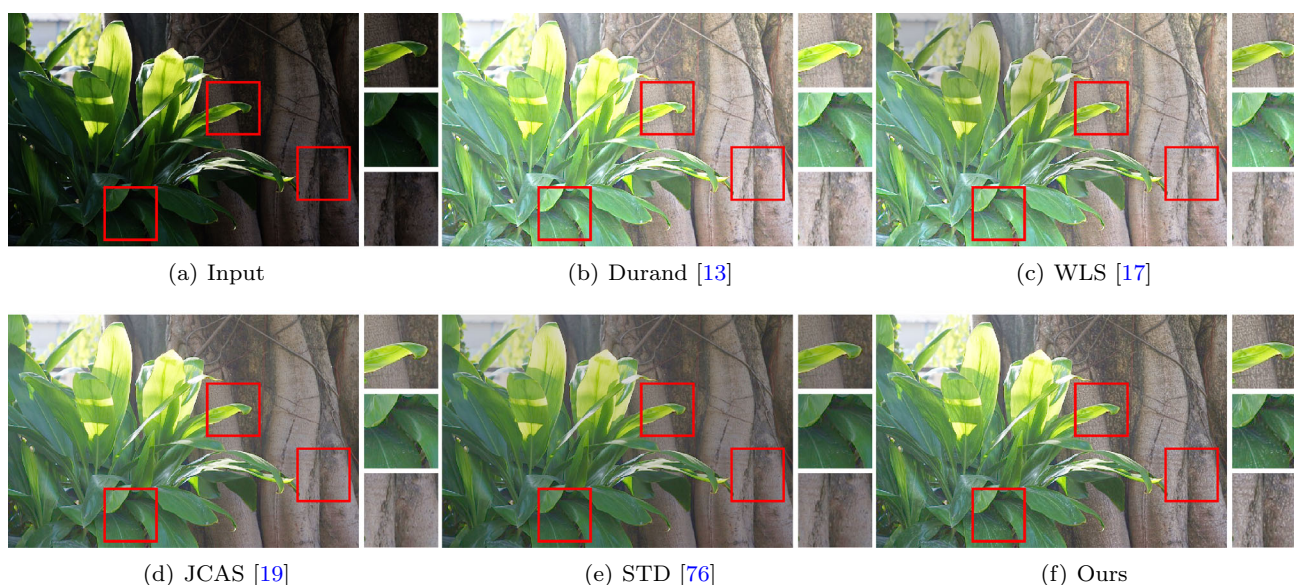 (a) Input
(b) Durand [13]
(c) WLS [17]
(d) JCAS [19]
(e) STD [76]
(f) Ours